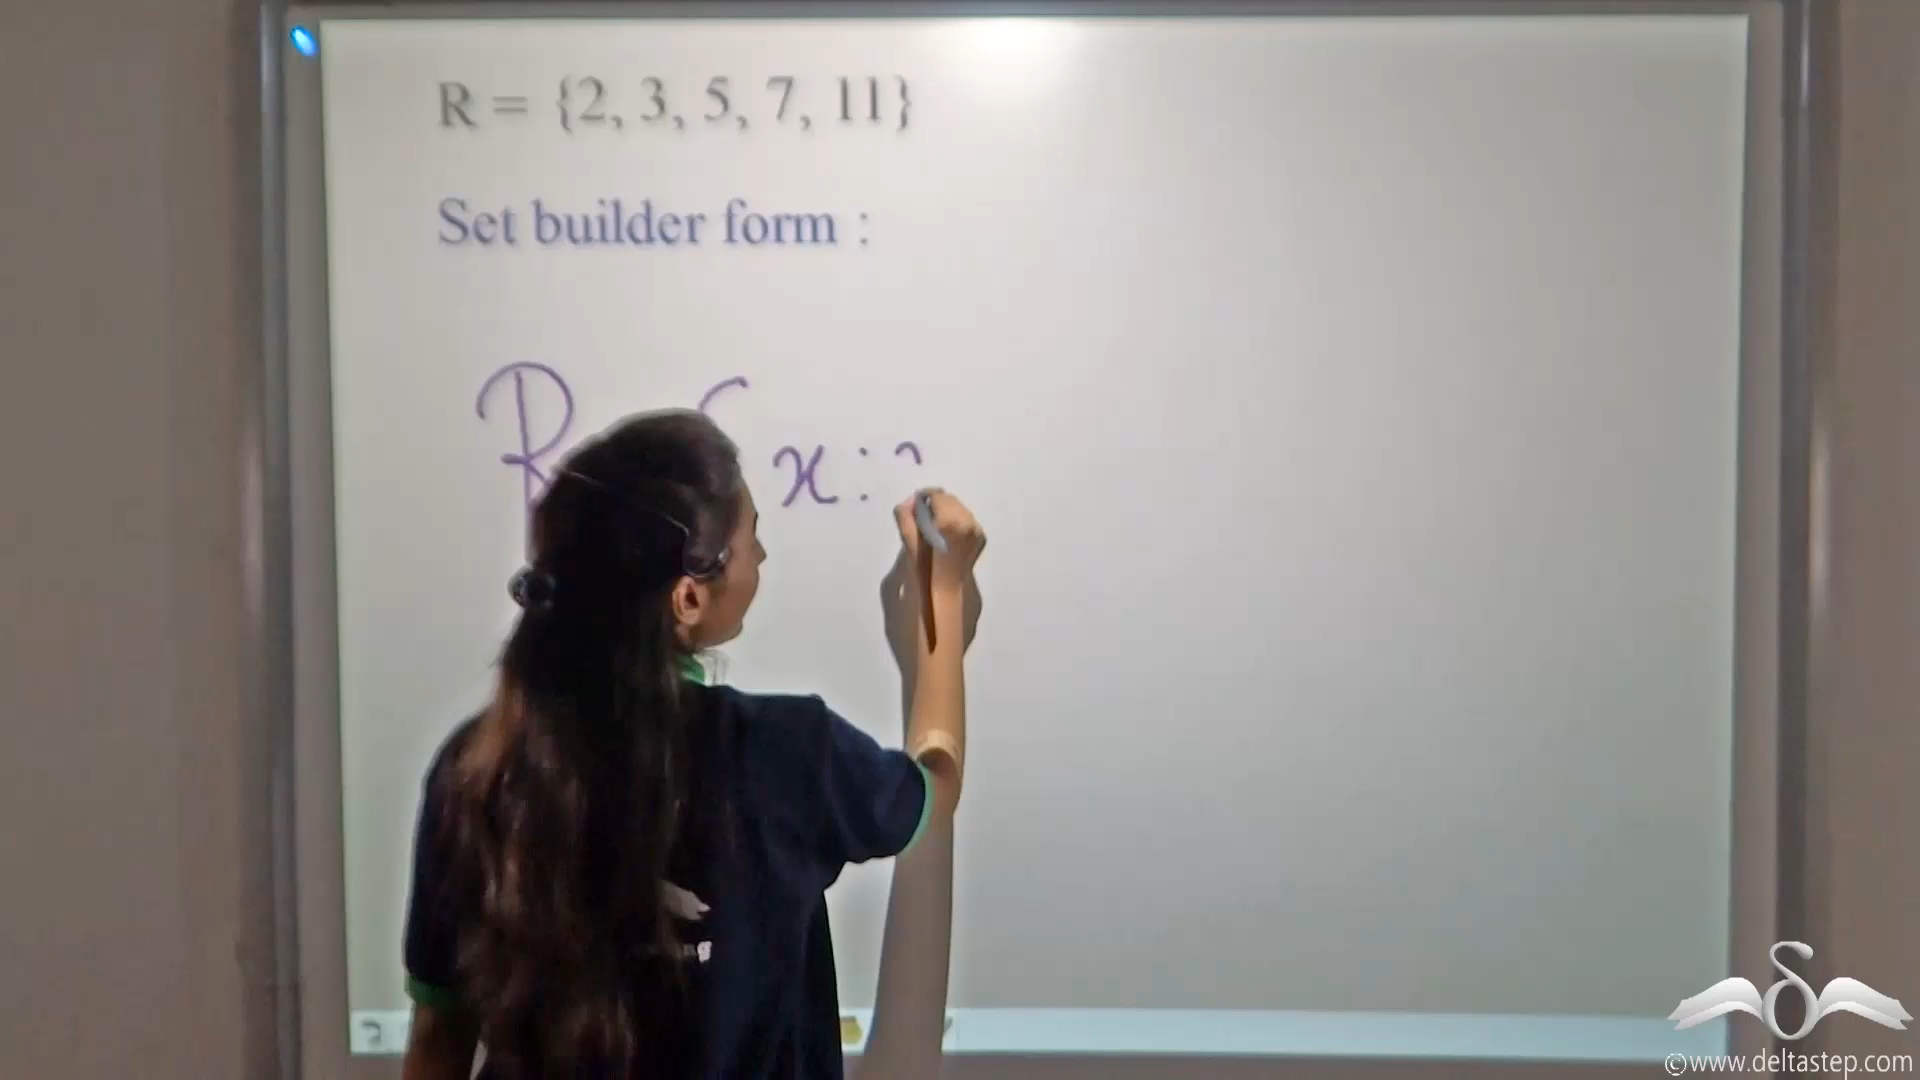 R = {2, 3, 5, 7, 11}
Set builder form :
R { x :
©www.deltastep.com